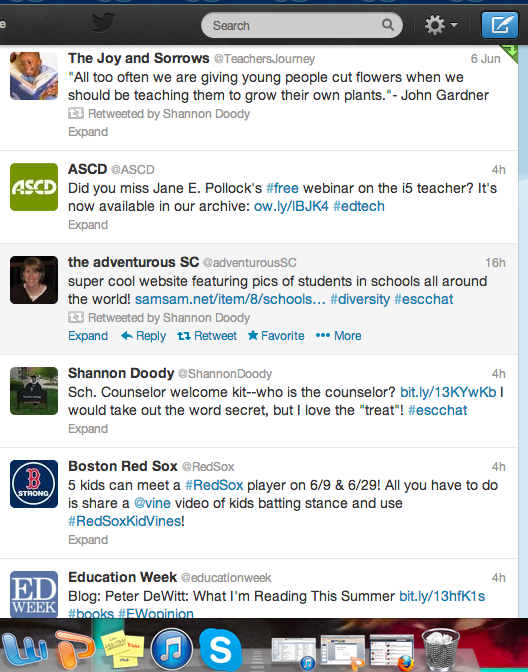 e
Search
The Joy and Sorrows @TeachersJourney 6 Jun
"All too often we are giving young people cut flowers when we
should be teaching them to grow their own plants."- John Gardner
Retweeted by Shannon Doody
Expand
ASCD
ASCD @ASCD 4h
Did you miss Jane E. Pollock's #free webinar on the i5 teacher? It's
now available in our archive: ow.ly/lBJK4 #edtech
Expand
the adventurous SC @adventurousSC 16h
super cool website featuring pics of students in schools all around
the world! samsam.net/item/8/schools… #diversity #escchat
Retweeted by Shannon Doody
Expand Reply Retweet Favorite ••• More
Shannon Doody @ShannonDoody 4h
Sch. Counselor welcome kit--who is the counselor? bit.ly/13KYwKb I
would take out the word secret, but I love the "treat"! #escchat
Expand
B
STRONG
Boston Red Sox @RedSox 4h
5 kids can meet a #RedSox player on 6/9 & 6/29! All you have to do
is share a @vine video of kids batting stance and use
#RedSoxKidVines!
Expand
ED
WEEK
Education Week @educationweek 4h
Blog: Peter DeWitt: What I'm Reading This Summer bit.ly/13hfK1s
#books #EWopinion
W P S